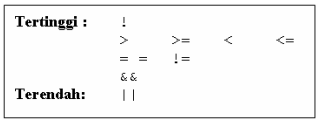 Tertinggi : !
> >= < <=
= = !=
&&
Terendah: ||